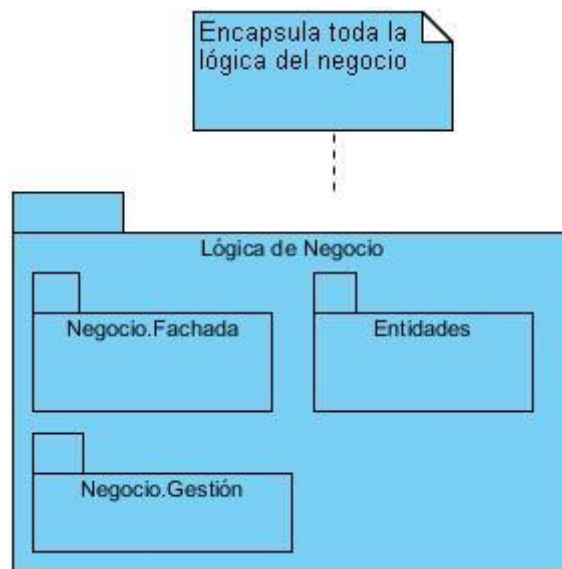 Encapsula toda la
lógica del negocio
Lógica de Negocio
Negocio.Fachada
Entidades
Negocio.Gestión